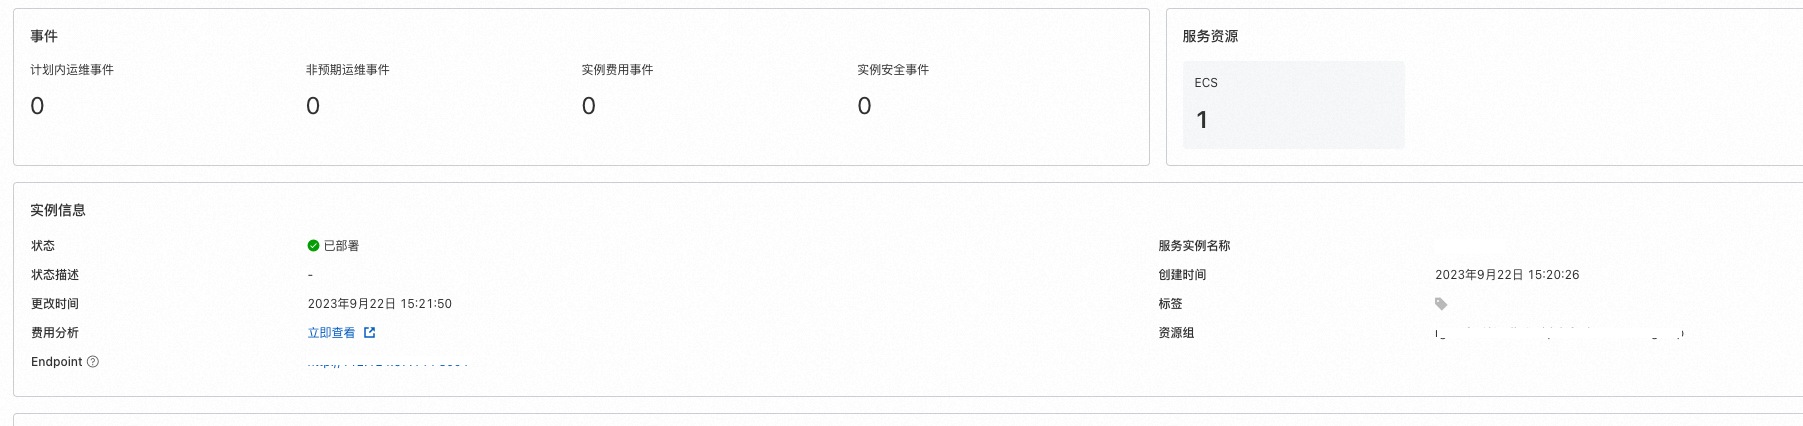 事件
计划内运维事件 非预期运维事件 实例费用事件 实例安全事件
0 0 0 0
服务资源
ECS
1
实例信息
状态 已部署 服务实例名称
状态描述 - 创建时间 2023年9月22日 15:20:26
更改时间 2023年9月22日 15:21:50 标签
费用分析 立即查看 资源组
Endpoint ?